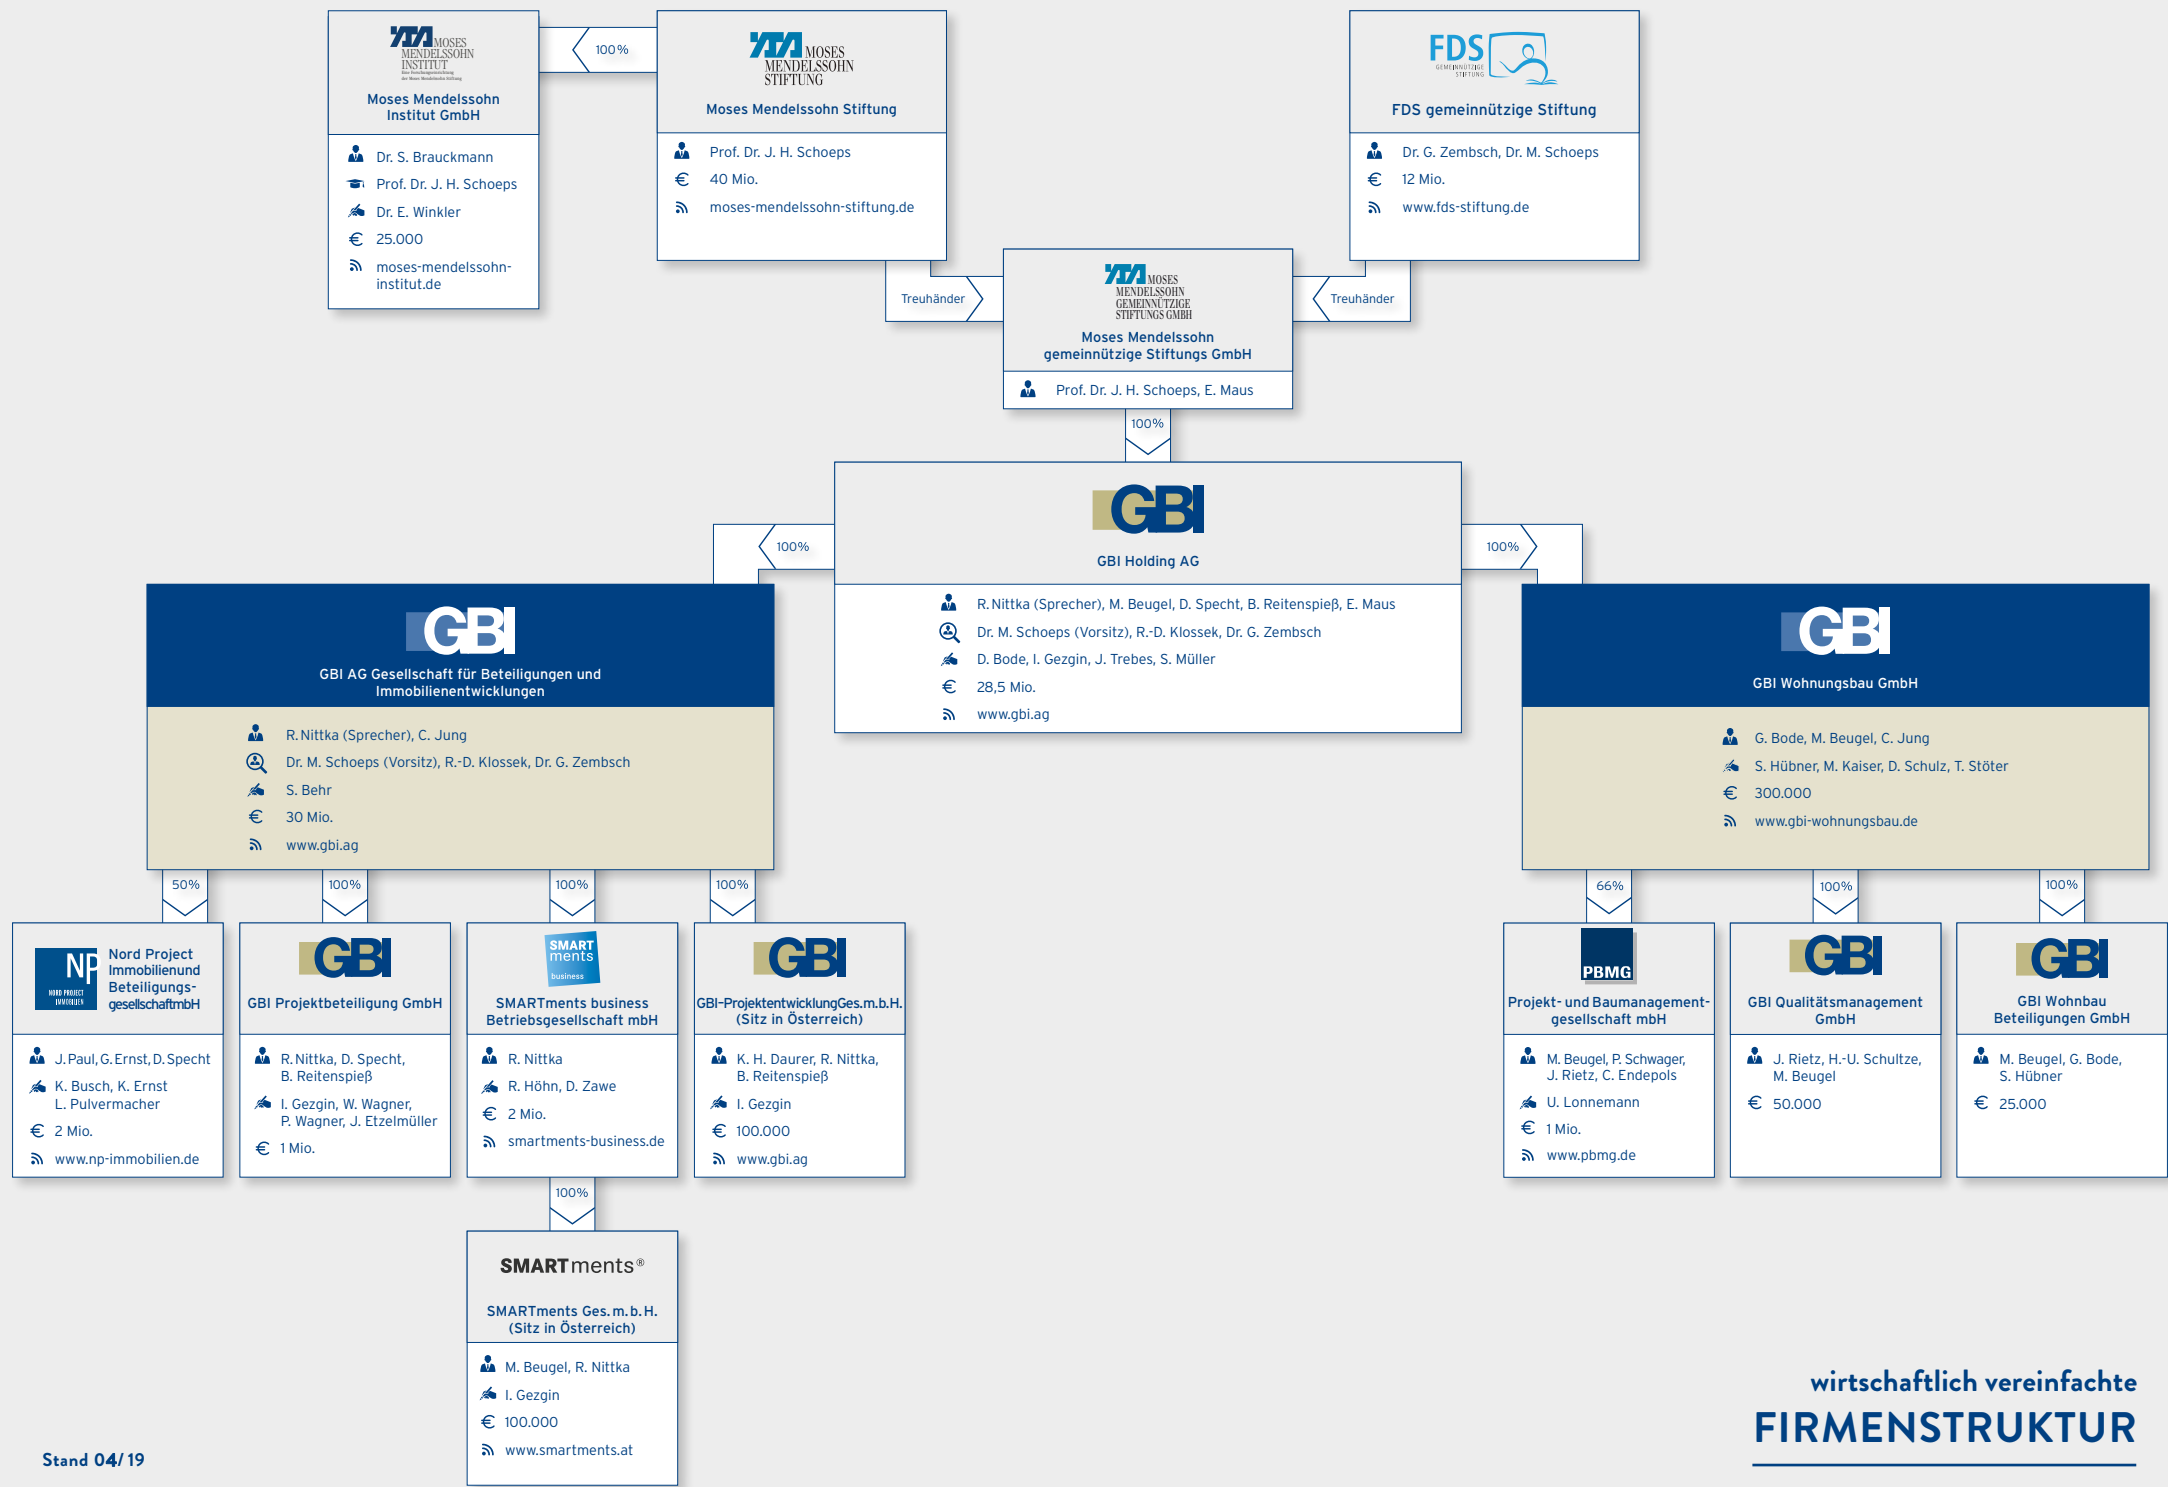 MOSES
MENDELSSOHN
INSTITUT
Eine Forschungseinrichtung
der Moses Mendelssohn Stiftung
Moses Mendelssohn
Institut GmbH
Dr. S. Brauckmann
Prof. Dr. J. H. Schoeps
Dr. E. Winkler
€ 25.000
moses-mendelssohn-
institut.de
100%
MOSES
MENDELSSOHN
STIFTUNG
Moses Mendelssohn Stiftung
Prof. Dr. J. H. Schoeps
€ 40 Mio.
moses-mendelssohn-stiftung.de
FDS
GEMEINNÜTZIGE
STIFTUNG
FDS gemeinnützige Stiftung
Dr. G. Zembsch, Dr. M. Schoeps
€ 12 Mio.
www.fds-stiftung.de
Treuhänder
Treuhänder
MOSES
MENDELSSOHN
GEMEINNÜTZIGE
STIFTUNGS GMBH
Moses Mendelssohn
gemeinnützige Stiftungs GmbH
Prof. Dr. J. H. Schoeps, E. Maus
100%
GBI
GBI Holding AG
R. Nittka (Sprecher), M. Beugel, D. Specht, B. Reitenspieß, E. Maus
Dr. M. Schoeps (Vorsitz), R.-D. Klossek, Dr. G. Zembsch
D. Bode, I. Gezgin, J. Trebes, S. Müller
€ 28,5 Mio.
www.gbi.ag
100%
100%
GBI
GBI AG Gesellschaft für Beteiligungen und
Immobilienentwicklungen
R. Nittka (Sprecher), C. Jung
Dr. M. Schoeps (Vorsitz), R.-D. Klossek, Dr. G. Zembsch
S. Behr
€ 30 Mio.
www.gbi.ag
GBI
GBI Wohnungsbau GmbH
G. Bode, M. Beugel, C. Jung
S. Hübner, M. Kaiser, D. Schulz, T. Stöter
€ 300.000
www.gbi-wohnungsbau.de
50%
100%
100%
100%
66%
100%
100%
NP
NORD PROJECT
IMMOBILIEN
Nord Project
Immobilienund
Beteiligungs-
gesellschaftmbH
J. Paul, G. Ernst, D. Specht
K. Busch, K. Ernst
L. Pulvermacher
€ 2 Mio.
www.np-immobilien.de
GBI
GBI Projektbeteiligung GmbH
R. Nittka, D. Specht,
B. Reitenspieß
I. Gezgin, W. Wagner,
P. Wagner, J. Etzelmüller
€ 1 Mio.
SMART
ments
business
SMARTments business
Betriebsgesellschaft mbH
R. Nittka
R. Höhn, D. Zawe
€ 2 Mio.
smartments-business.de
GBI
GBI-ProjektentwicklungGes.m.b.H.
(Sitz in Österreich)
K. H. Daurer, R. Nittka,
B. Reitenspieß
I. Gezgin
€ 100.000
www.gbi.ag
PBMG
Projekt- und Baumanagement-
gesellschaft mbH
M. Beugel, P. Schwager,
J. Rietz, C. Endepols
U. Lonnemann
€ 1 Mio.
www.pbmg.de
GBI
GBI Qualitätsmanagement
GmbH
J. Rietz, H.-U. Schultze,
M. Beugel
€ 50.000
GBI
GBI Wohnbau
Beteiligungen GmbH
M. Beugel, G. Bode,
S. Hübner
€ 25.000
100%
SMARTments®
SMARTments Ges. m. b. H.
(Sitz in Österreich)
M. Beugel, R. Nittka
I. Gezgin
€ 100.000
www.smartments.at
wirtschaftlich vereinfachte
FIRMENSTRUKTUR
Stand 04/ 19